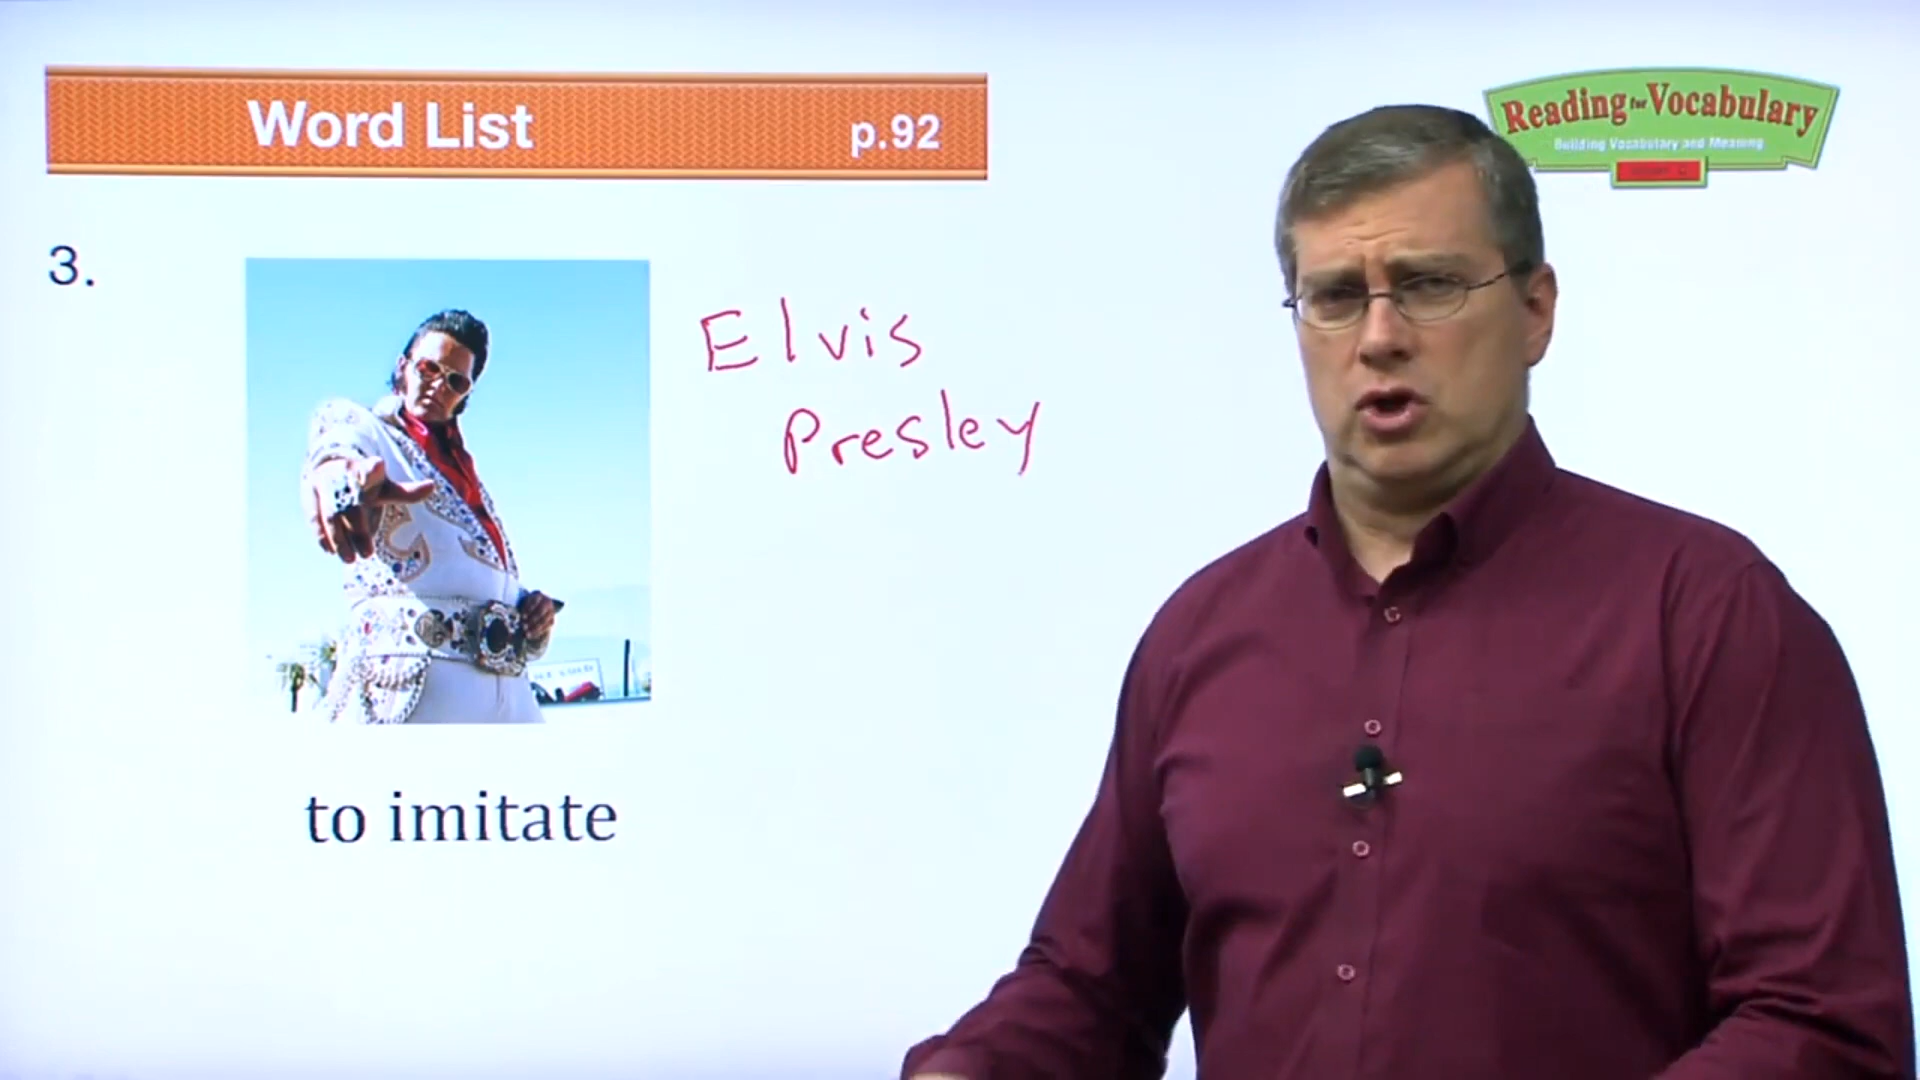 Word List p.92
Reading for Vocabulary
Building Vocabulary and Meaning
3.
Elvis
Presley
to imitate